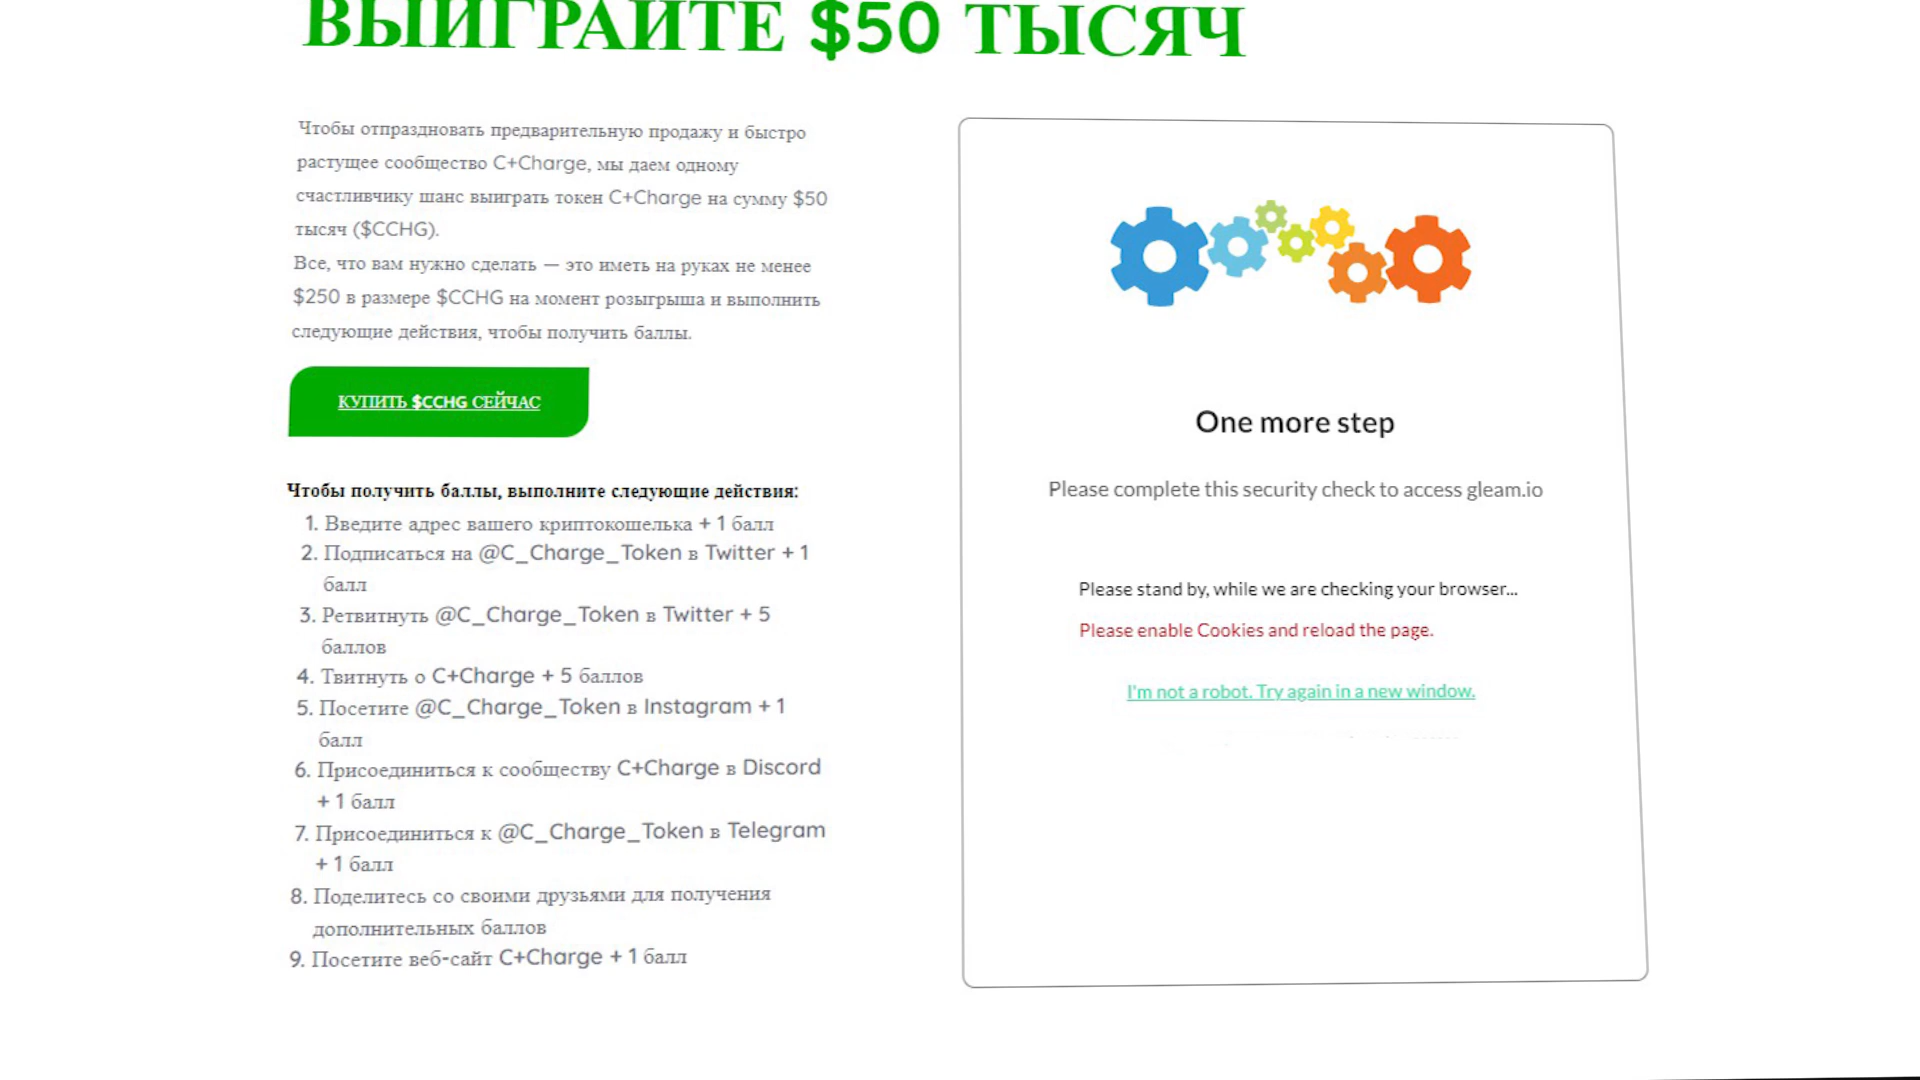 ВЫИГРАЙТЕ $50 ТЫСЯЧ
Чтобы отпраздновать предварительную продажу и быстро
растущее сообщество C+Charge, мы даем одному
счастливчику шанс выиграть токен C+Charge на сумму $50
тысяч ($CCHG).
Все, что вам нужно сделать — это иметь на руках не менее
$250 в размере $CCHG на момент розыгрыша и выполнить
следующие действия, чтобы получить баллы.
КУПИТЬ $CCHG СЕЙЧАС
Чтобы получить баллы, выполните следующие действия:
1. Введите адрес вашего криптокошелька + 1 балл
2. Подписаться на @C_Charge_Token в Twitter + 1
балл
3. Ретвитнуть @C_Charge_Token в Twitter + 5
баллов
4. Твитнуть о C+Charge + 5 баллов
5. Посетите @C_Charge_Token в Instagram + 1
балл
6. Присоединиться к сообществу C+Charge в Discord
+ 1 балл
7. Присоединиться к @C_Charge_Token в Telegram
+ 1 балл
8. Поделитесь со своими друзьями для получения
дополнительных баллов
9. Посетите веб-сайт C+Charge + 1 балл
One more step
Please complete this security check to access gleam.io
Please stand by, while we are checking your browser...
Please enable Cookies and reload the page.
I'm not a robot. Try again in a new window.